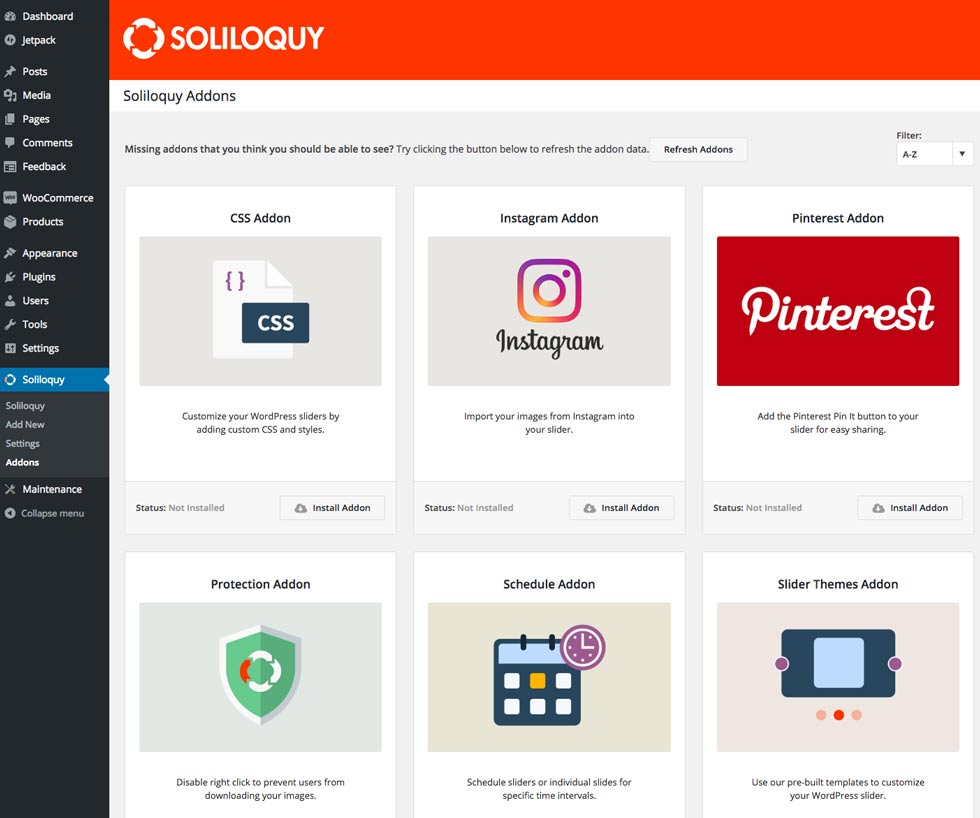 Dashboard
Jetpack
Posts
Media
Pages
Comments
Feedback
WooCommerce
Products
Appearance
Plugins
Users
Tools
Settings
Soliloquy
Soliloquy
Add New
Settings
Addons
Maintenance
Collapse menu
SOLILOQUY
Soliloquy Addons
Missing addons that you think you should be able to see? Try clicking the button below to refresh the addon data.
Refresh Addons
Filter:
A-Z
CSS Addon
{ }
CSS
Customize your WordPress sliders by
adding custom CSS and styles.
Status: Not Installed
Install Addon
Instagram Addon
Instagram
Import your images from Instagram into
your slider.
Status: Not Installed
Install Addon
Pinterest Addon
Pinterest
Add the Pinterest Pin It button to your
slider for easy sharing.
Status: Not Installed
Install Addon
Protection Addon
Disable right click to prevent users from
downloading your images.
Schedule Addon
Schedule sliders or individual slides for
specific time intervals.
Slider Themes Addon
Use our pre-built templates to customize
your WordPress slider.